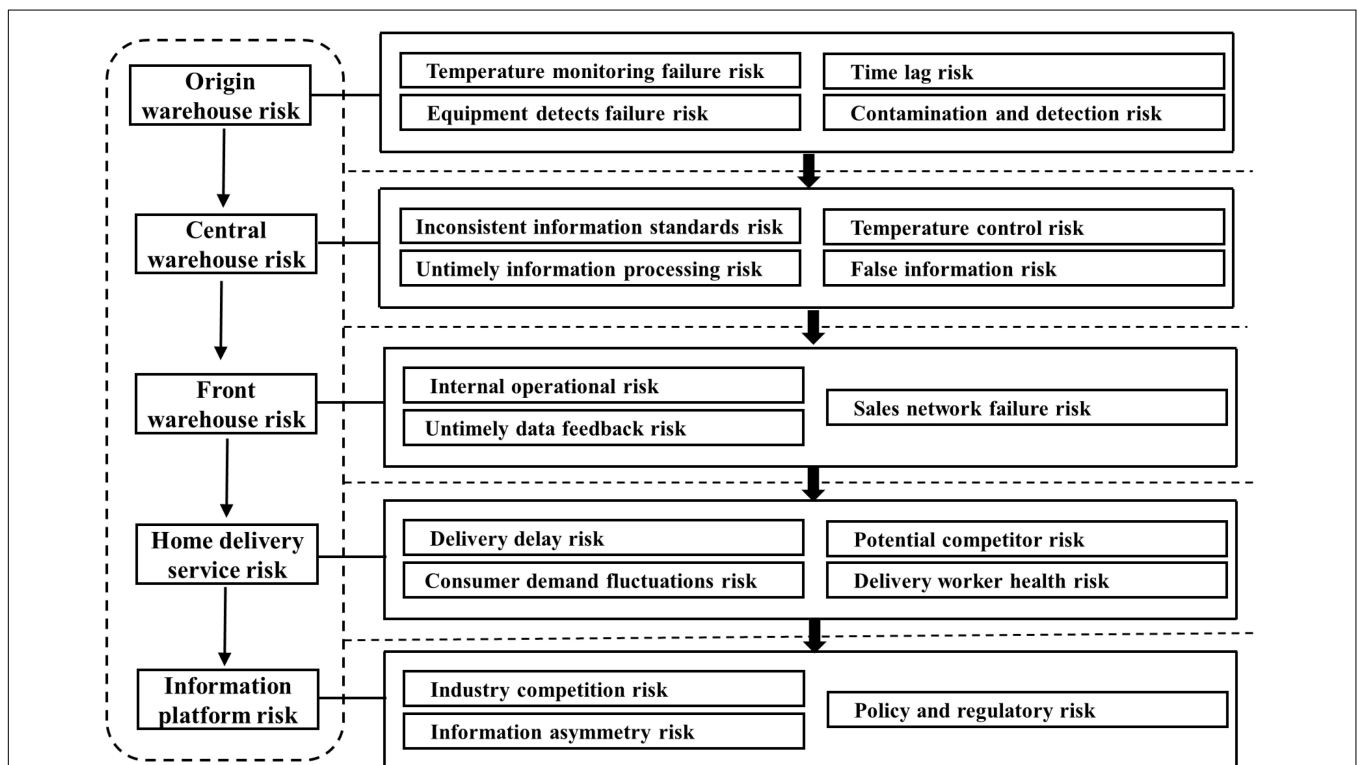 Origin
warehouse risk
Temperature monitoring failure risk
Time lag risk
Equipment detects failure risk
Contamination and detection risk
Central
warehouse risk
Inconsistent information standards risk
Temperature control risk
Untimely information processing risk
False information risk
Front
warehouse risk
Internal operational risk
Sales network failure risk
Untimely data feedback risk
Home delivery
service risk
Delivery delay risk
Potential competitor risk
Consumer demand fluctuations risk
Delivery worker health risk
Information
platform risk
Industry competition risk
Policy and regulatory risk
Information asymmetry risk